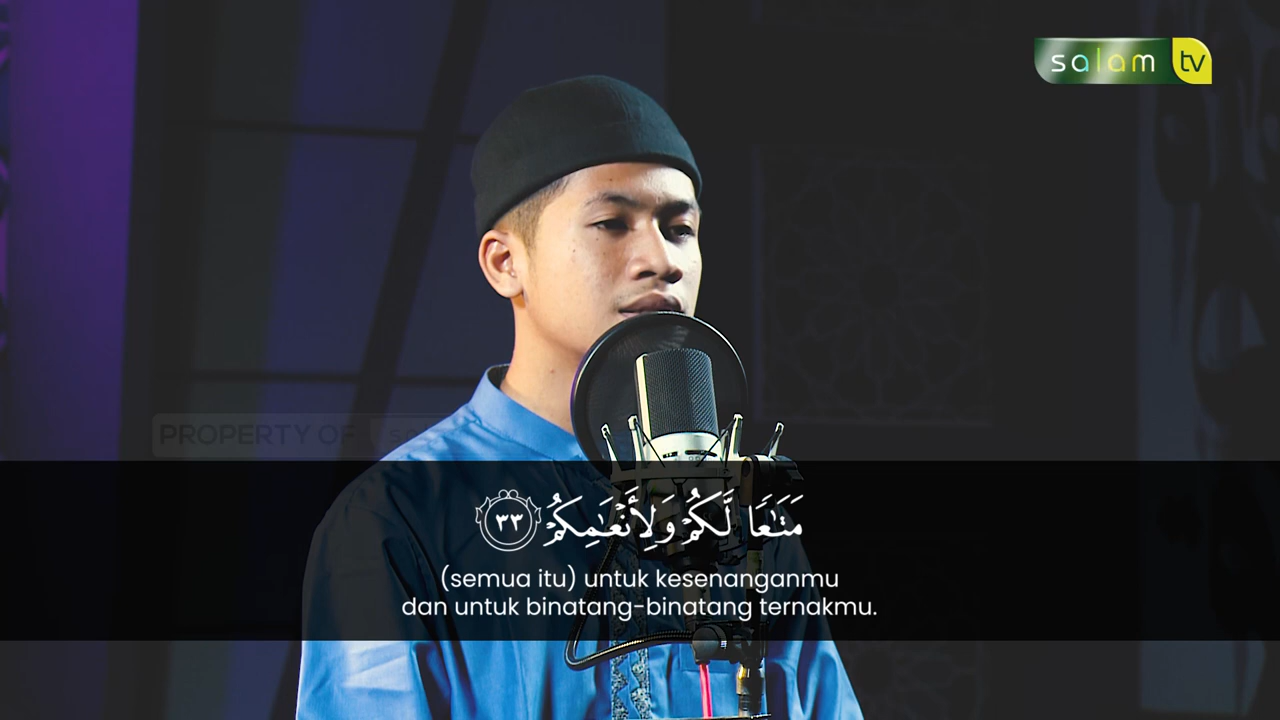 salam tv
PROPERTY OF
مَتَٰعًا لَّكُمْ وَلِأَنْعَٰمِكُمْ ٣٣
(semua itu) untuk kesenanganmu
dan untuk binatang-binatang ternakmu.